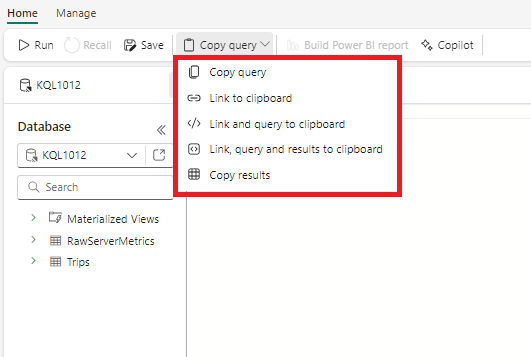 Home Manage
Run Recall Save Copy query Build Power BI report Copilot
Copy query
Link to clipboard
Link and query to clipboard
Link, query and results to clipboard
Copy results
KQL1012
Database
KQL1012
Search
Materialized Views
RawServerMetrics
Trips